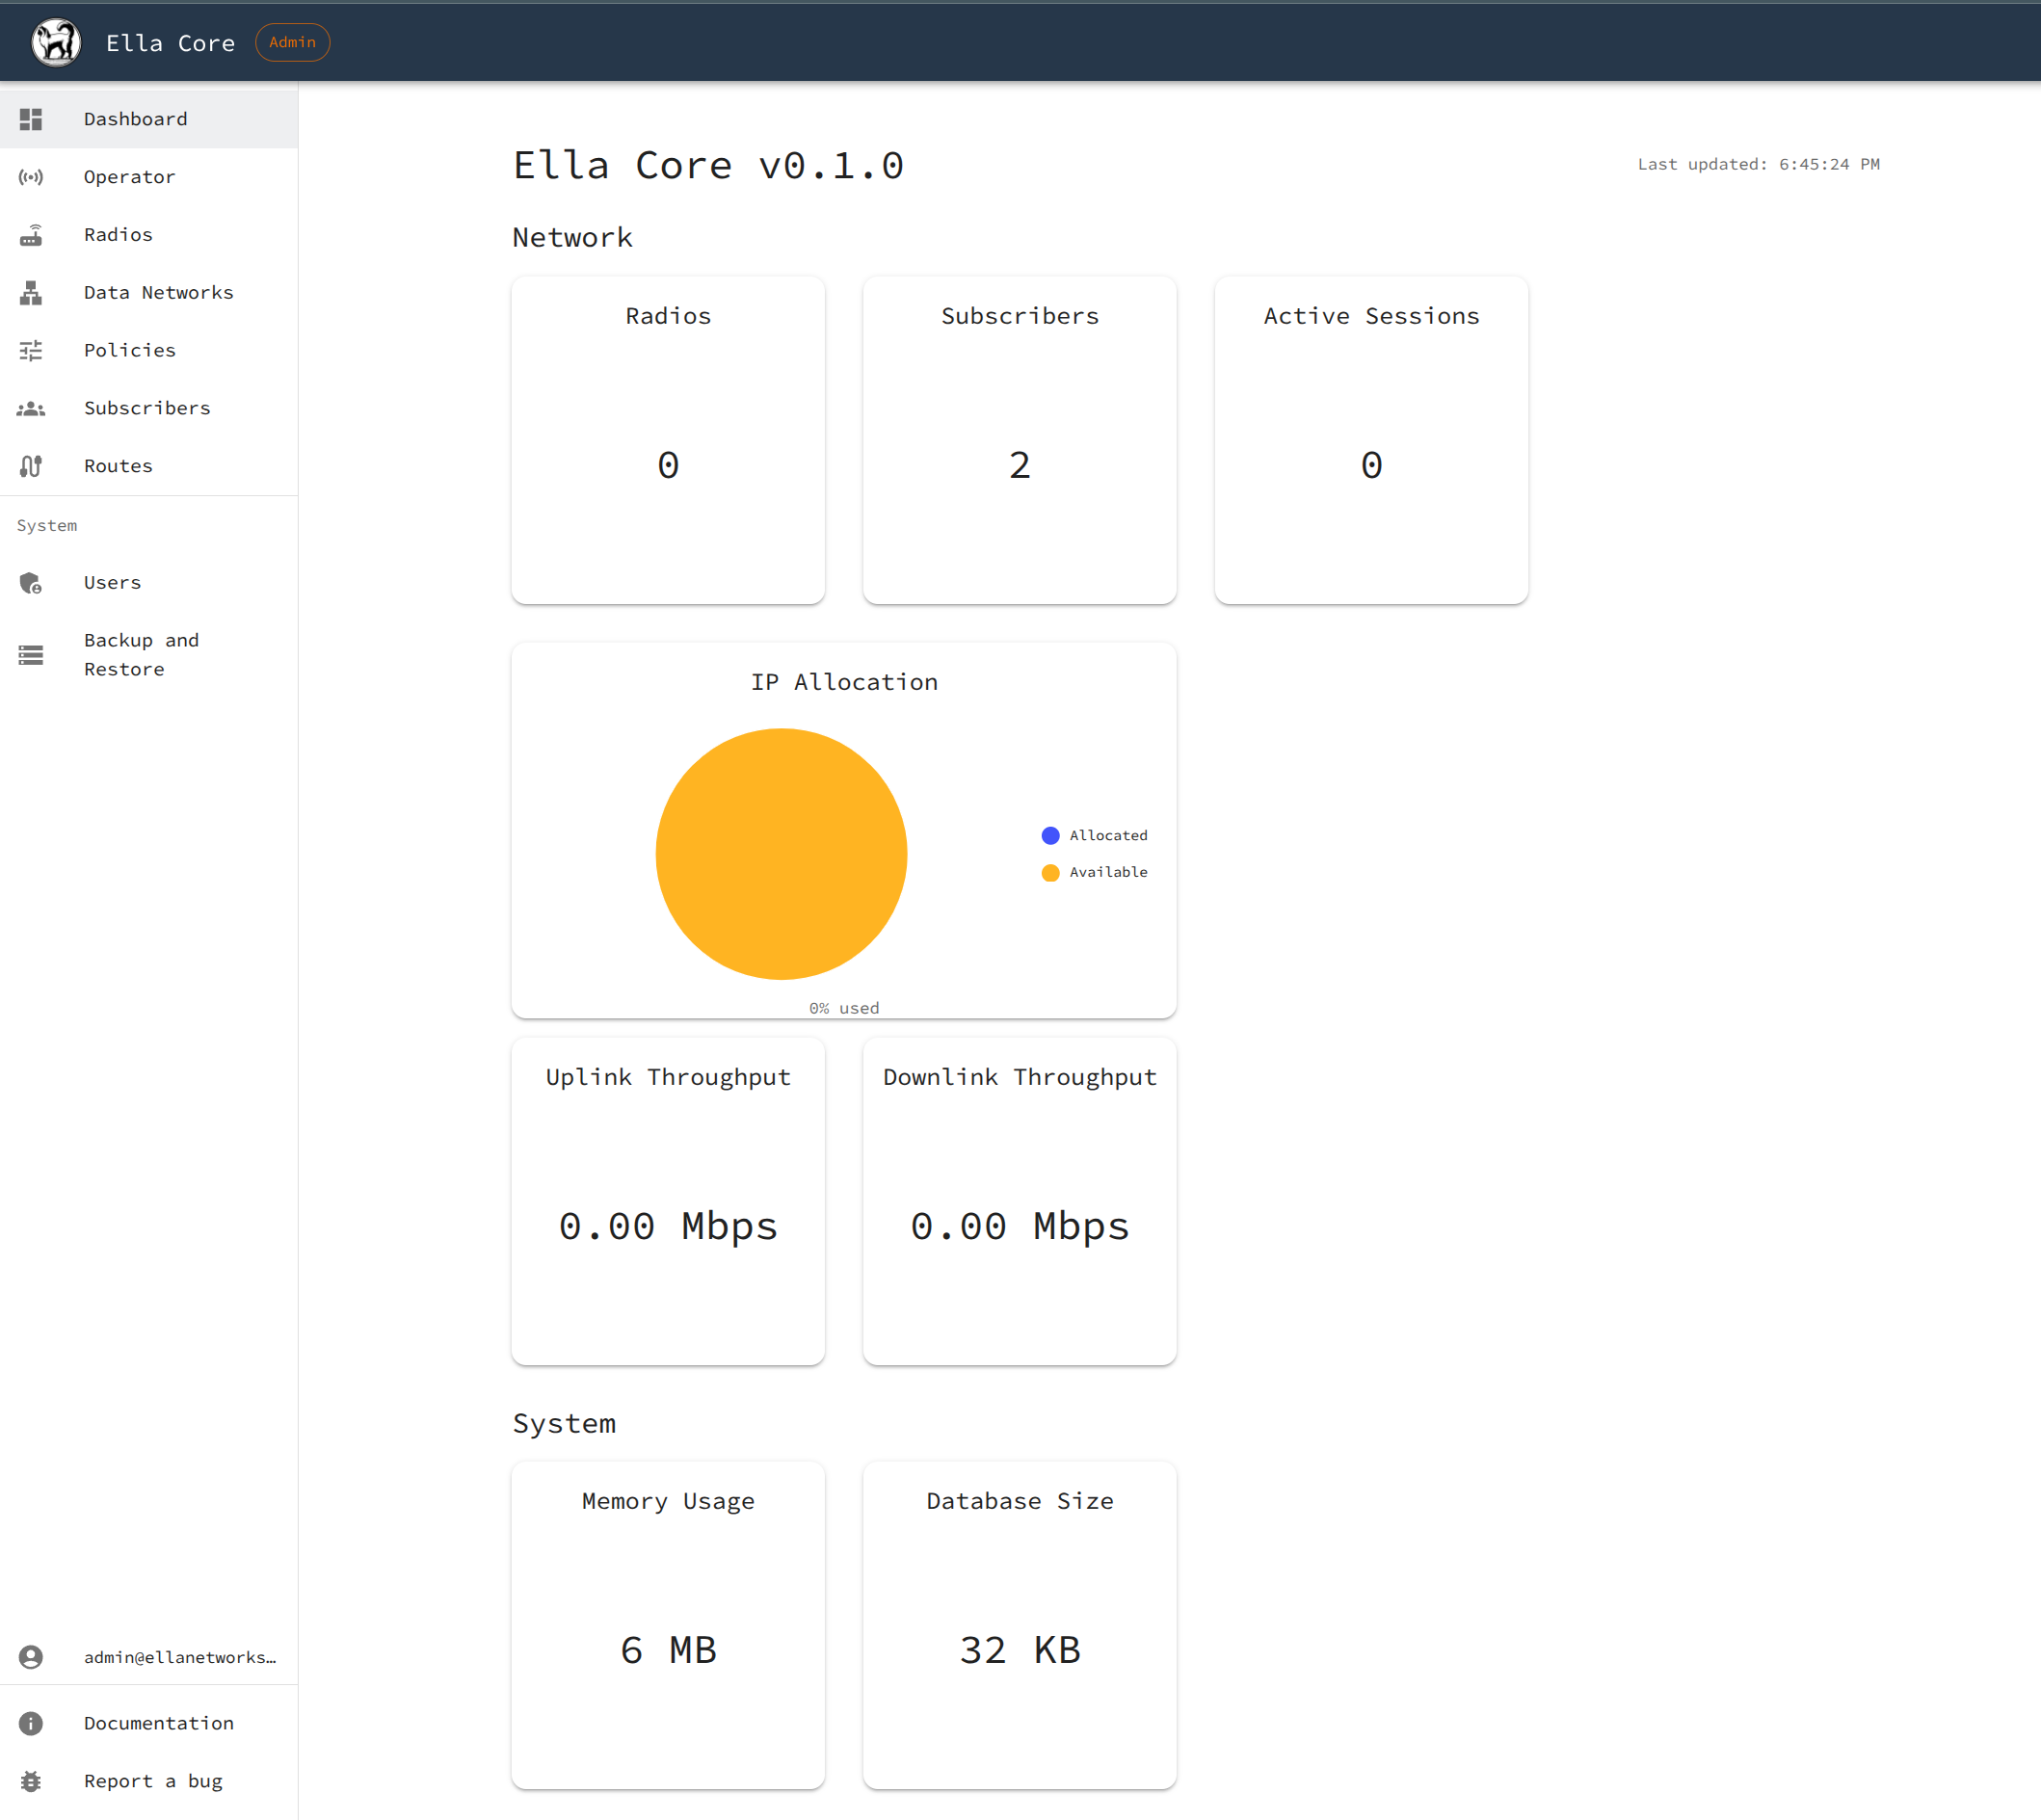 Ella Core Admin
Dashboard
Operator
Radios
Data Networks
Policies
Subscribers
Routes
System
Users
Backup and
Restore
admin@ellanetworks…
Documentation
Report a bug
Ella Core v0.1.0
Last updated: 6:45:24 PM
Network
Radios
0
Subscribers
2
Active Sessions
0
IP Allocation
Allocated
Available
0% used
Uplink Throughput
0.00 Mbps
Downlink Throughput
0.00 Mbps
System
Memory Usage
6 MB
Database Size
32 KB